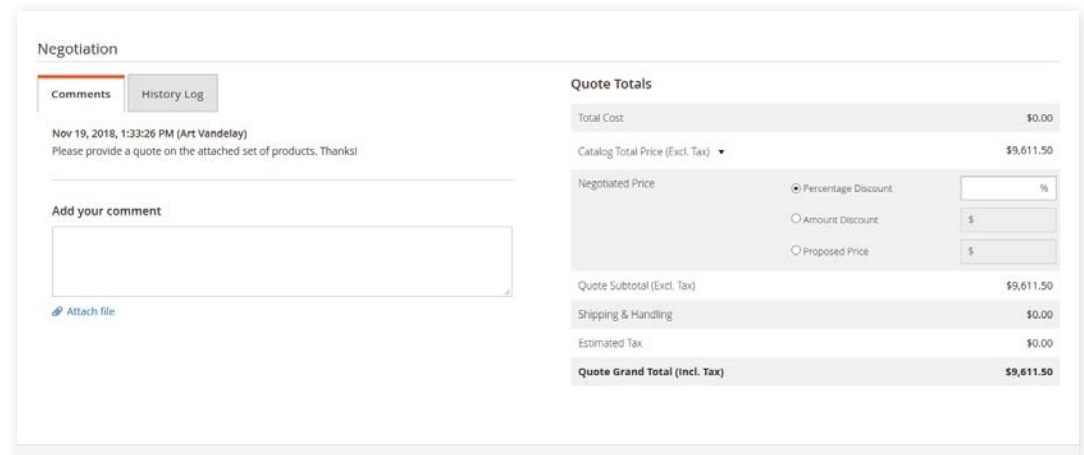 Negotiation
Comments
History Log
Nov 19, 2018, 1:33:26 PM (Art Vandelay)
Please provide a quote on the attached set of products. Thanks!
Add your comment
Attach file
Quote Totals
Total Cost $0.00
Catalog Total Price (Excl. Tax) $9,611.50
Negotiated Price Percentage Discount %
Amount Discount $
Proposed Price $
Quote Subtotal (Excl. Tax) $9,611.50
Shipping & Handling $0.00
Estimated Tax $0.00
Quote Grand Total (Incl. Tax) $9,611.50